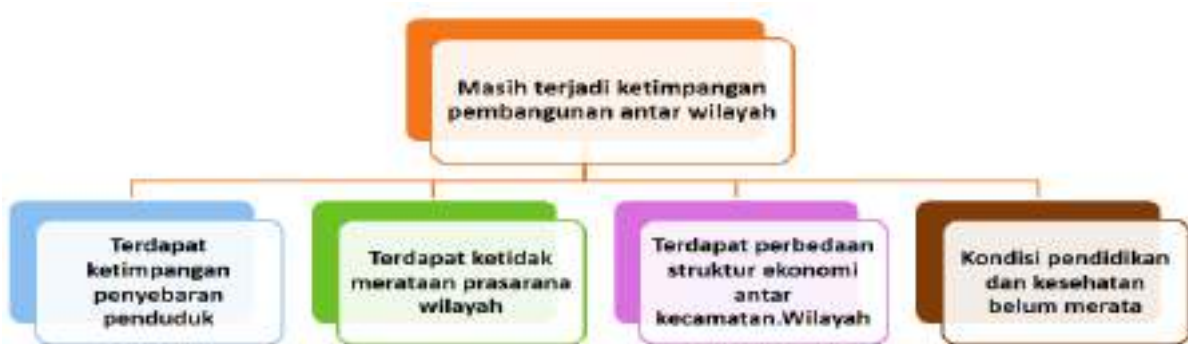 Masih terjadi ketimpangan
pembangunan antar wilayah
Terdapat
ketimpangan
penyebaran
penduduk
Terdapat ketidak
merataan prasarana
wilayah
Terdapat perbedaan
struktur ekonomi
antar
kecamatan.Wilayah
Kondisi pendidikan
dan kesehatan
belum merata